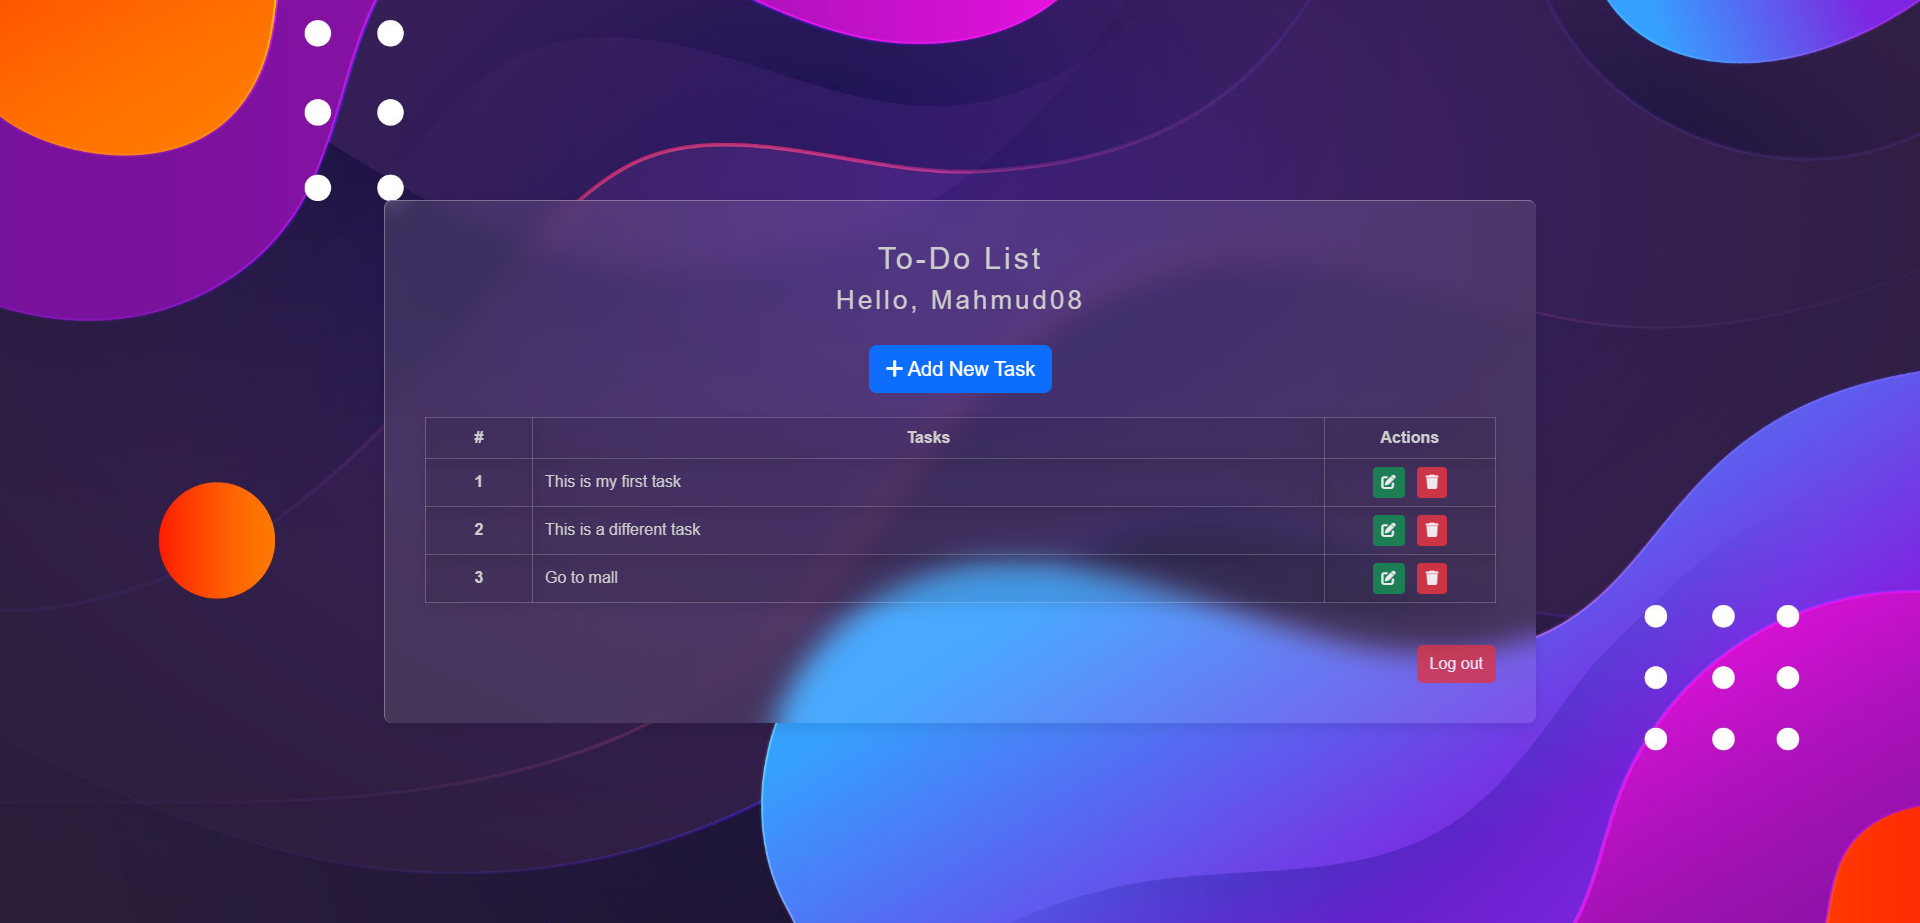 To-Do List
Hello, Mahmud08
Add New Task
# Tasks Actions
1 This is my first task
2 This is a different task
3 Go to mall
Log out